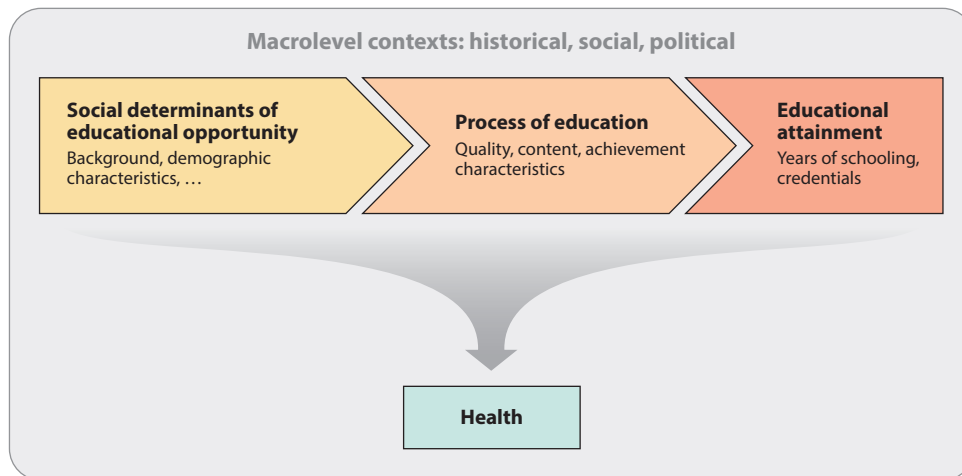 Macrolevel contexts: historical, social, political
Social determinants of
educational opportunity
Background, demographic
characteristics, …
Process of education
Quality, content, achievement
characteristics
Educational
attainment
Years of schooling,
credentials
Health